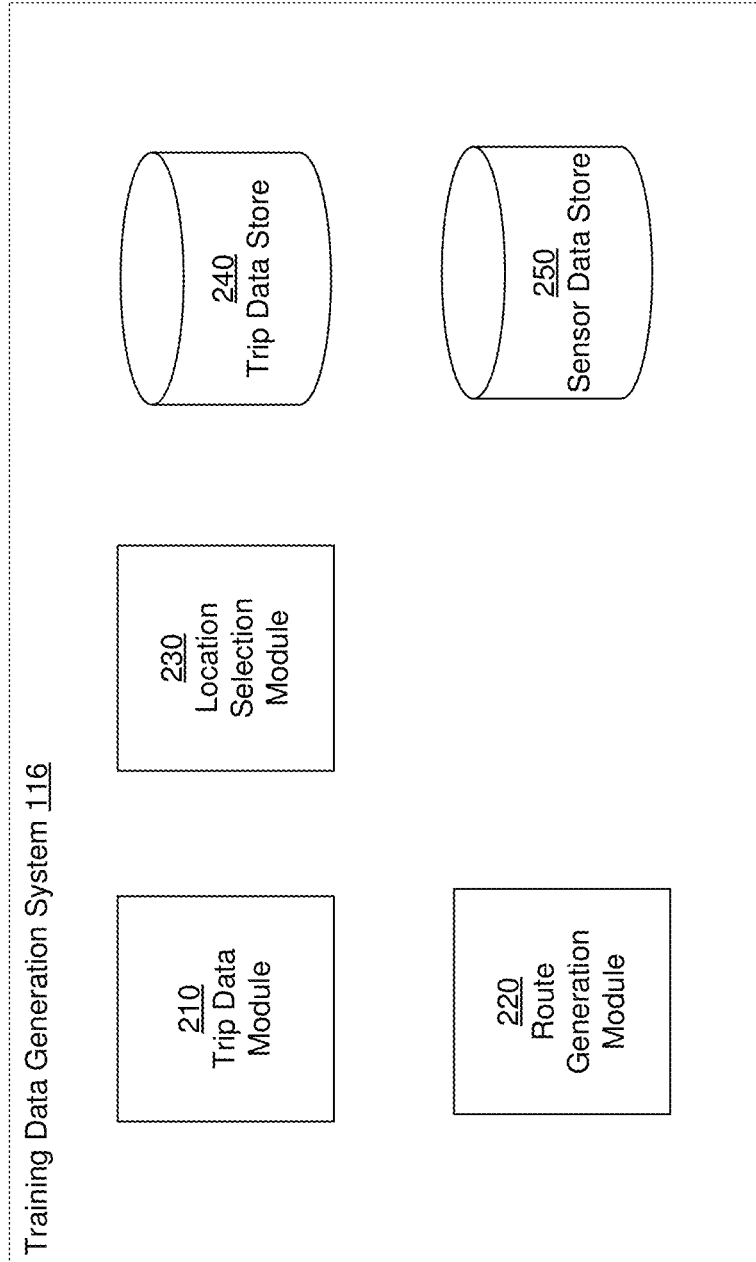 Training Data Generation System 116
210
Trip Data
Module
230
Location
Selection
Module
240
Trip Data Store
220
Route
Generation
Module
250
Sensor Data Store